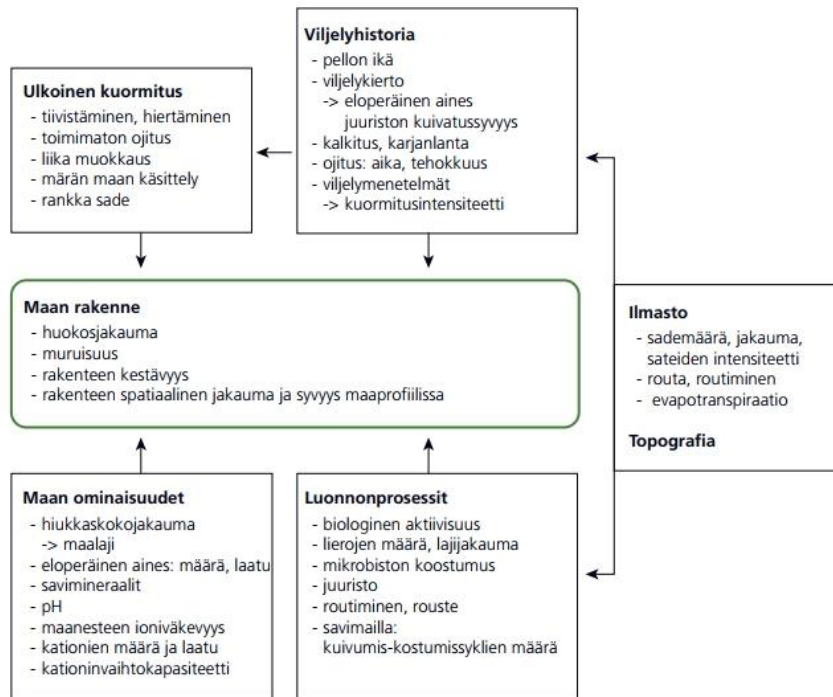 Viljelyhistoria
- pellon ikä
- viljelykierto
-> eloperäinen aines
juuriston kuivatussyvyys
- kalkitus, karjanlanta
- ojitus: aika, tehokkuus
- viljelymenetelmät
-> kuormitusintensiteetti
Ulkoinen kuormitus
- tiivistäminen, hiertäminen
- toimimaton ojitus
- liika muokkaus
- märän maan käsittely
- rankka sade
Maan rakenne
- huokosjakauma
- muruisuus
- rakenteen kestävyys
- rakenteen spatiaalinen jakauma ja syvyys maaprofiilissa
Ilmasto
- sademäärä, jakauma,
sateiden intensiteetti
- routa, routiminen
- evapotranspiraatio
Topografia
Maan ominaisuudet
- hiukkaskokojakauma
-> maalaji
- eloperäinen aines: määrä, laatu
- savimineraalit
- pH
- maanesteen ioniväkevyys
- kationien määrä ja laatu
- kationinvaihtokapasiteetti
Luonnonprosessit
- biologinen aktiivisuus
- lierojen määrä, lajijakauma
- mikrobiston koostumus
- juuristo
- routiminen, rouste
- savimailla:
kuivumis-kostumissyklien määrä